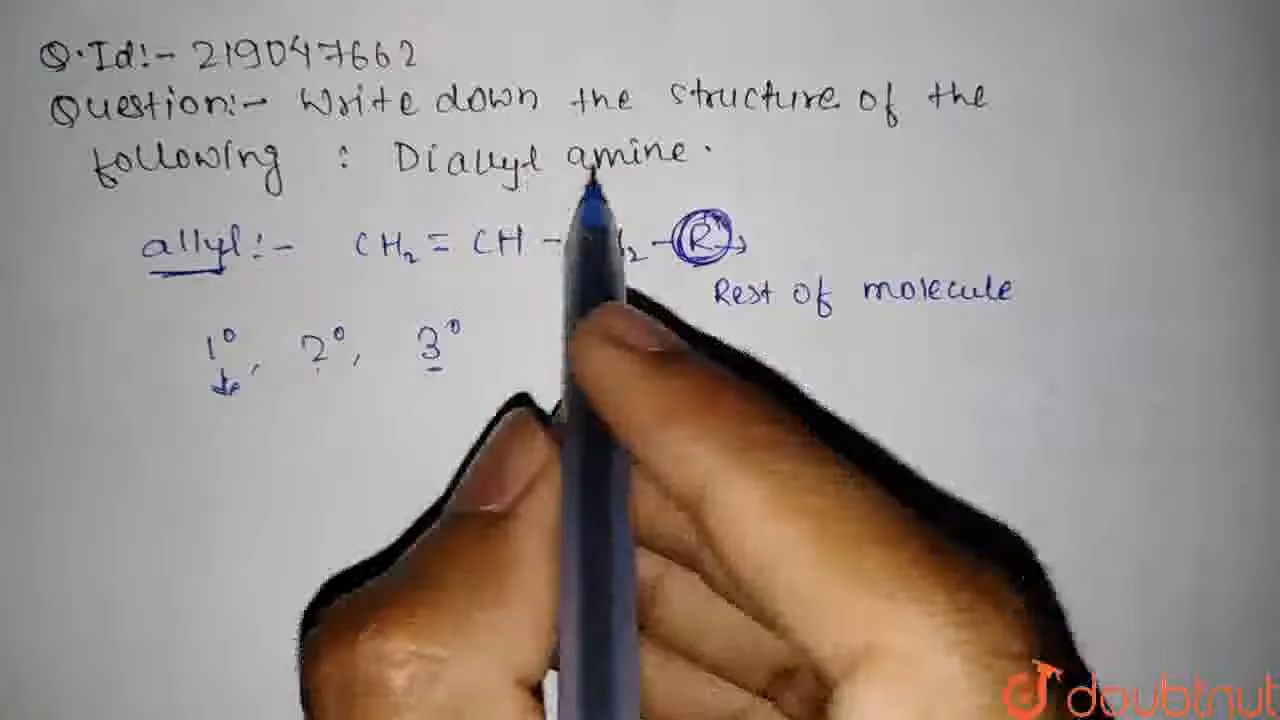 Q. Id:- 219047662
Question:- Write down the structure of the
following : Diallyl amine.
allyl:- CH₂ = CH - ₂ - R
Rest of molecule
1°, 2°, 3°
doubtnut